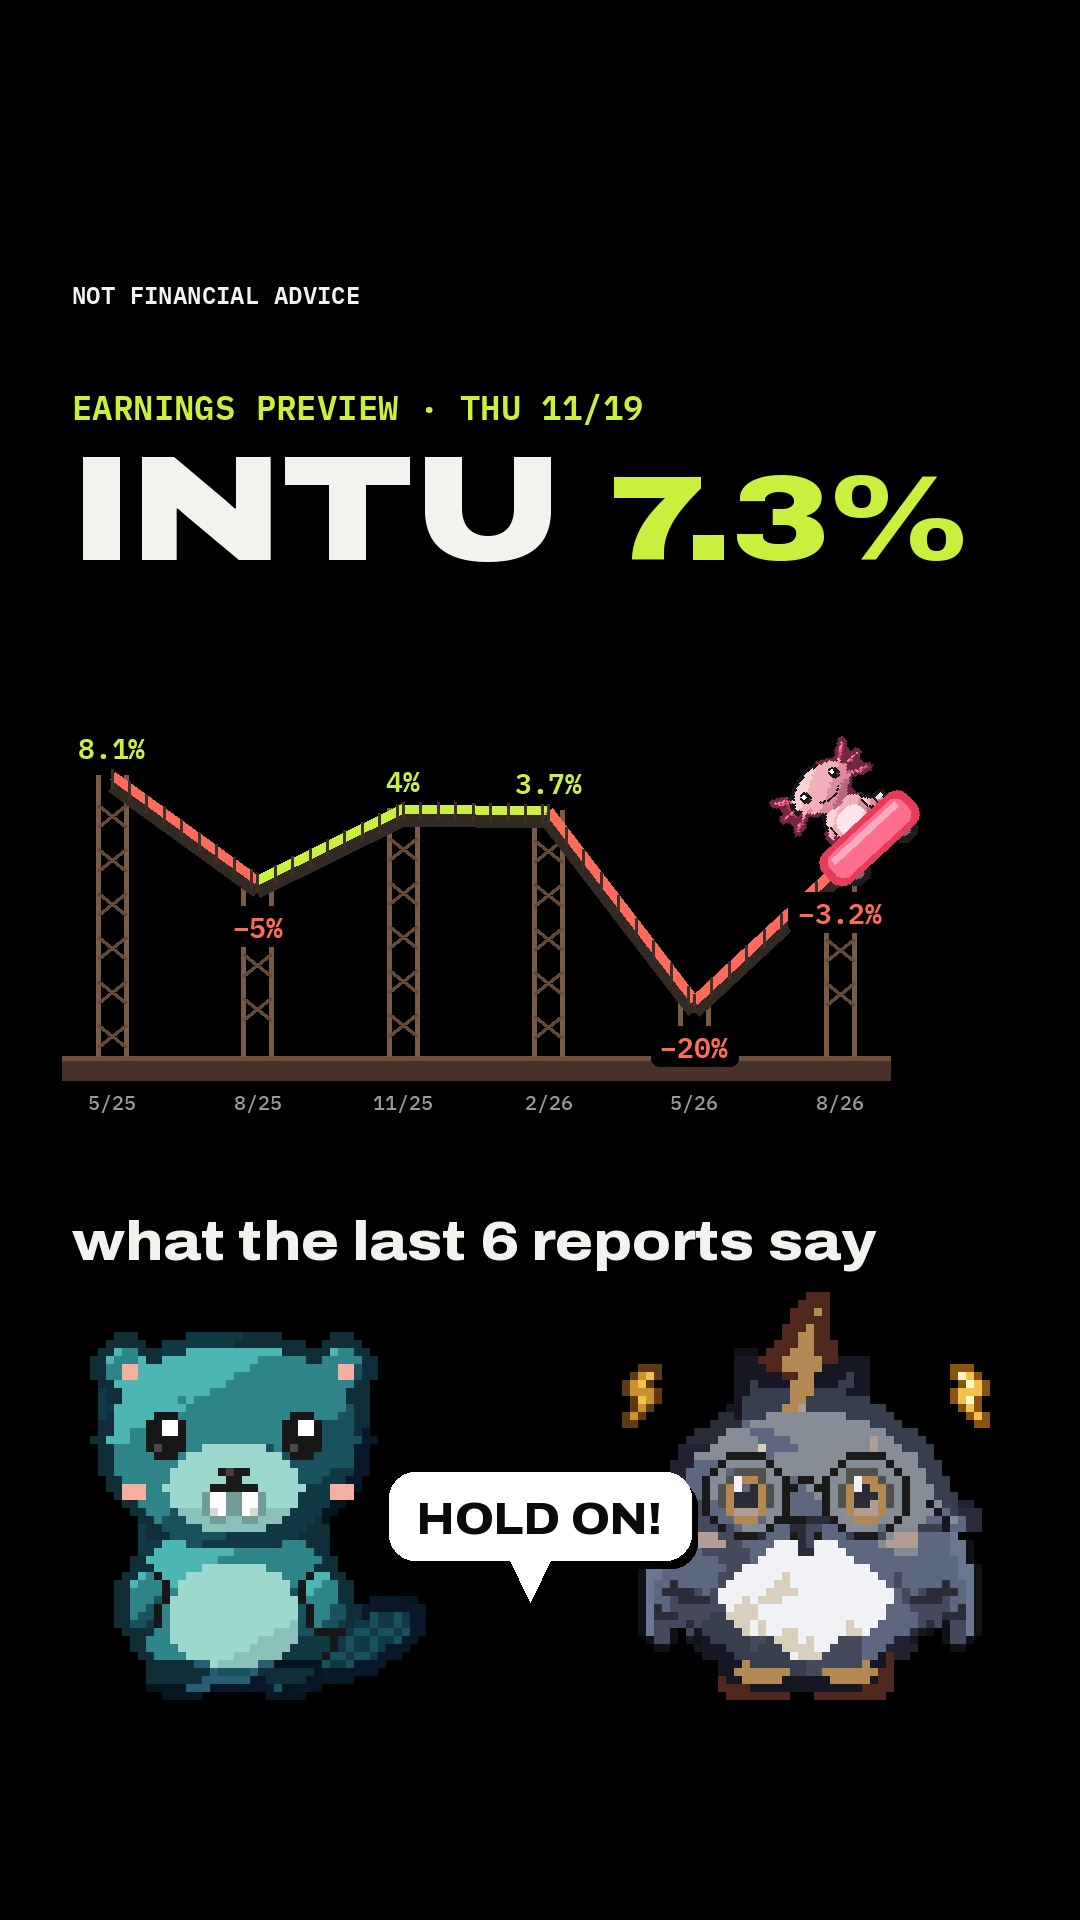 NOT FINANCIAL ADVICE
EARNINGS PREVIEW · THU 11/19
INTU 7.3%
8.1%
4%
3.7%
−5%
−3.2%
−20%
5/25 8/25 11/25 2/26 5/26 8/26
what the last 6 reports say
HOLD ON!